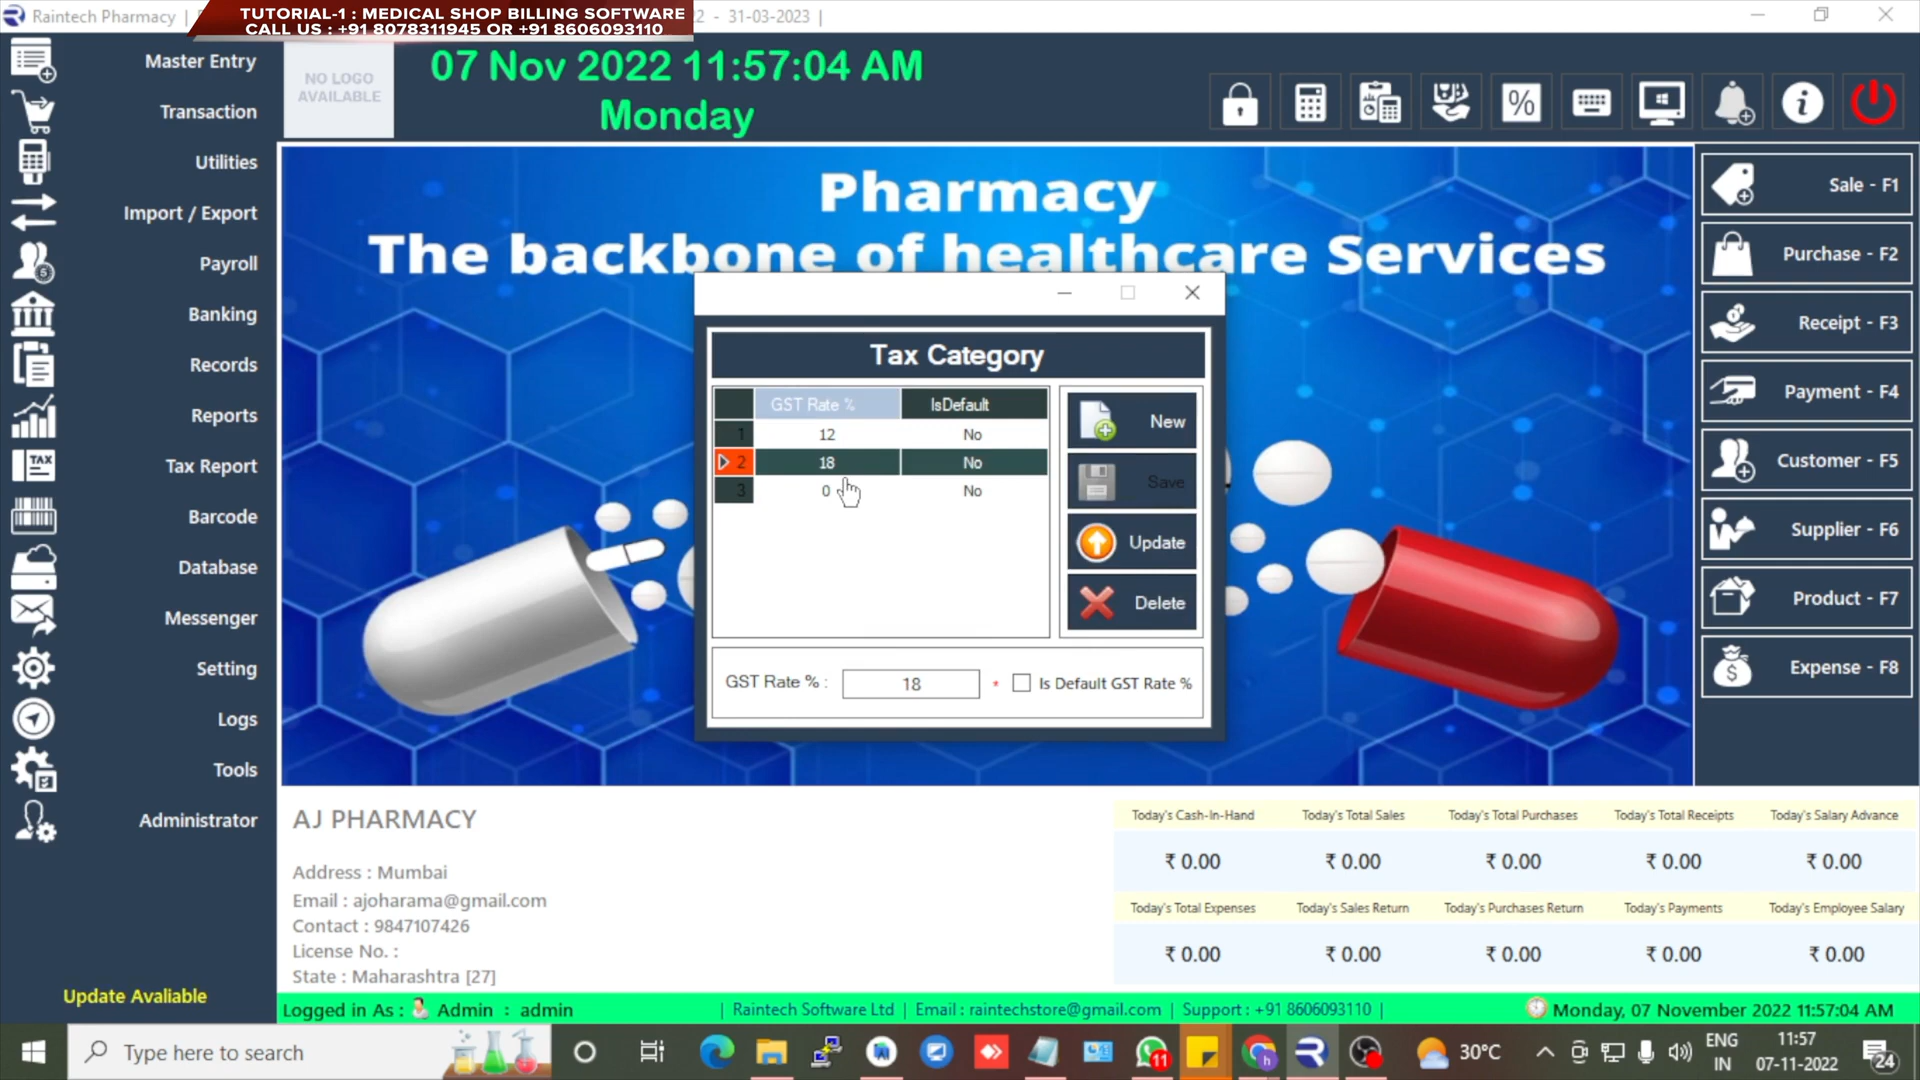 Raintech Pharmacy |
2 - 31-03-2023 |
TUTORIAL-1 : MEDICAL SHOP BILLING SOFTWARE
CALL US : +91 8078311945 OR +91 8606093110
Master Entry
Transaction
Utilities
Import / Export
Payroll
Banking
Records
Reports
Tax Report
Barcode
Database
Messenger
Setting
Logs
Tools
Administrator
Update Avaliable
NO LOGO
AVAILABLE
07 Nov 2022 11:57:04 AM
Monday
Pharmacy
The backbone of healthcare Services
Tax Category
GST Rate % IsDefault
1 12 No
2 18 No
3 0 No
New
Save
Update
Delete
GST Rate % : 18 * Is Default GST Rate %
Sale - F1
Purchase - F2
Receipt - F3
Payment - F4
Customer - F5
Supplier - F6
Product - F7
Expense - F8
AJ PHARMACY
Address : Mumbai
Email : ajoharama@gmail.com
Contact : 9847107426
License No. :
State : Maharashtra [27]
Today's Cash-In-Hand Today's Total Sales Today's Total Purchases Today's Total Receipts Today's Salary Advance
₹ 0.00 ₹ 0.00 ₹ 0.00 ₹ 0.00 ₹ 0.00
Today's Total Expenses Today's Sales Return Today's Purchases Return Today's Payments Today's Employee Salary
₹ 0.00 ₹ 0.00 ₹ 0.00 ₹ 0.00 ₹ 0.00
Logged in As : Admin : admin | Raintech Software Ltd | Email : raintechstore@gmail.com | Support : +91 8606093110 | Monday, 07 November 2022 11:57:04 AM
Type here to search
11
30°C
ENG
IN
11:57
07-11-2022
24